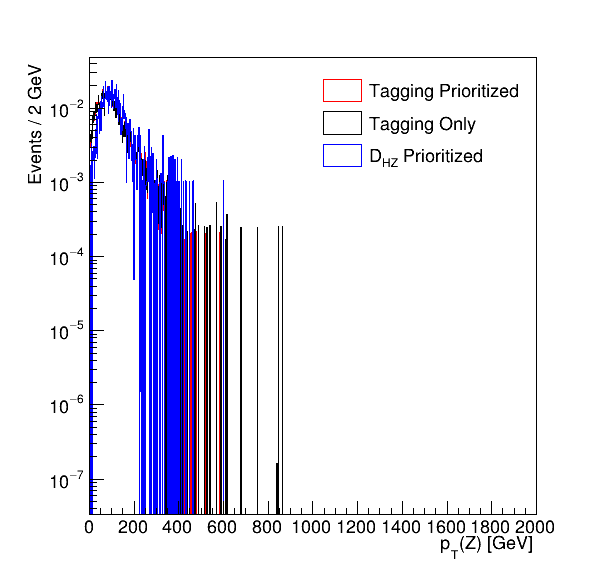 Events / 2 GeV
Tagging Prioritized
Tagging Only
D_HZ Prioritized
10^−2
10^−3
10^−4
10^−5
10^−6
10^−7
0 200 400 600 800 1000 1200 1400 1600 1800 2000
p_T(Z) [GeV]